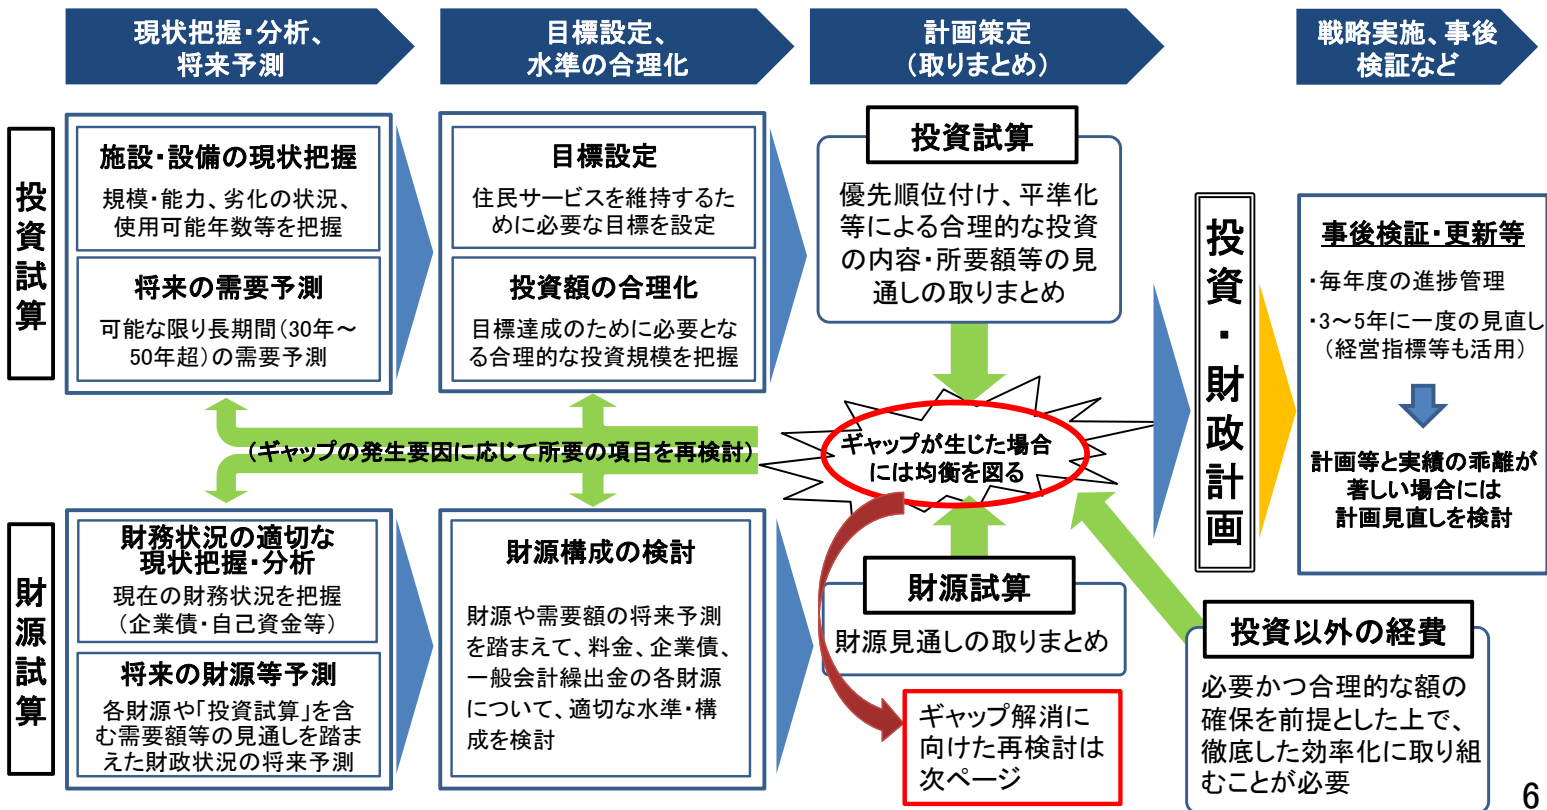 現状把握・分析、
将来予測
目標設定、
水準の合理化
計画策定
（取りまとめ）
戦略実施、事後
検証など
投資試算
施設・設備の現状把握
規模・能力、劣化の状況、
使用可能年数等を把握
将来の需要予測
可能な限り長期間（30年～
50年超）の需要予測
目標設定
住民サービスを維持するた
めに必要な目標を設定
投資額の合理化
目標達成のために必要とな
る合理的な投資規模を把握
投資試算
優先順位付け、平準化
等による合理的な投資
の内容・所要額等の見
通しの取りまとめ
投資・財政計画
事後検証・更新等
・毎年度の進捗管理
・3～5年に一度の見直し
（経営指標等も活用）
計画等と実績の乖離が
著しい場合には
計画見直しを検討
（ギャップの発生要因に応じて所要の項目を再検討）
ギャップが生じた場合
には均衡を図る
財源試算
財務状況の適切な
現状把握・分析
現在の財務状況を把握
（企業債・自己資金等）
将来の財源等予測
各財源や「投資試算」を含
む需要額等の見通しを踏ま
えた財政状況の将来予測
財源構成の検討
財源や需要額の将来予測
を踏まえて、料金、企業債、
一般会計繰出金の各財源
について、適切な水準・構
成を検討
財源試算
財源見通しの取りまとめ
ギャップ解消に
向けた再検討は
次ページ
投資以外の経費
必要かつ合理的な額の
確保を前提とした上で、
徹底した効率化に取り組
むことが必要
6